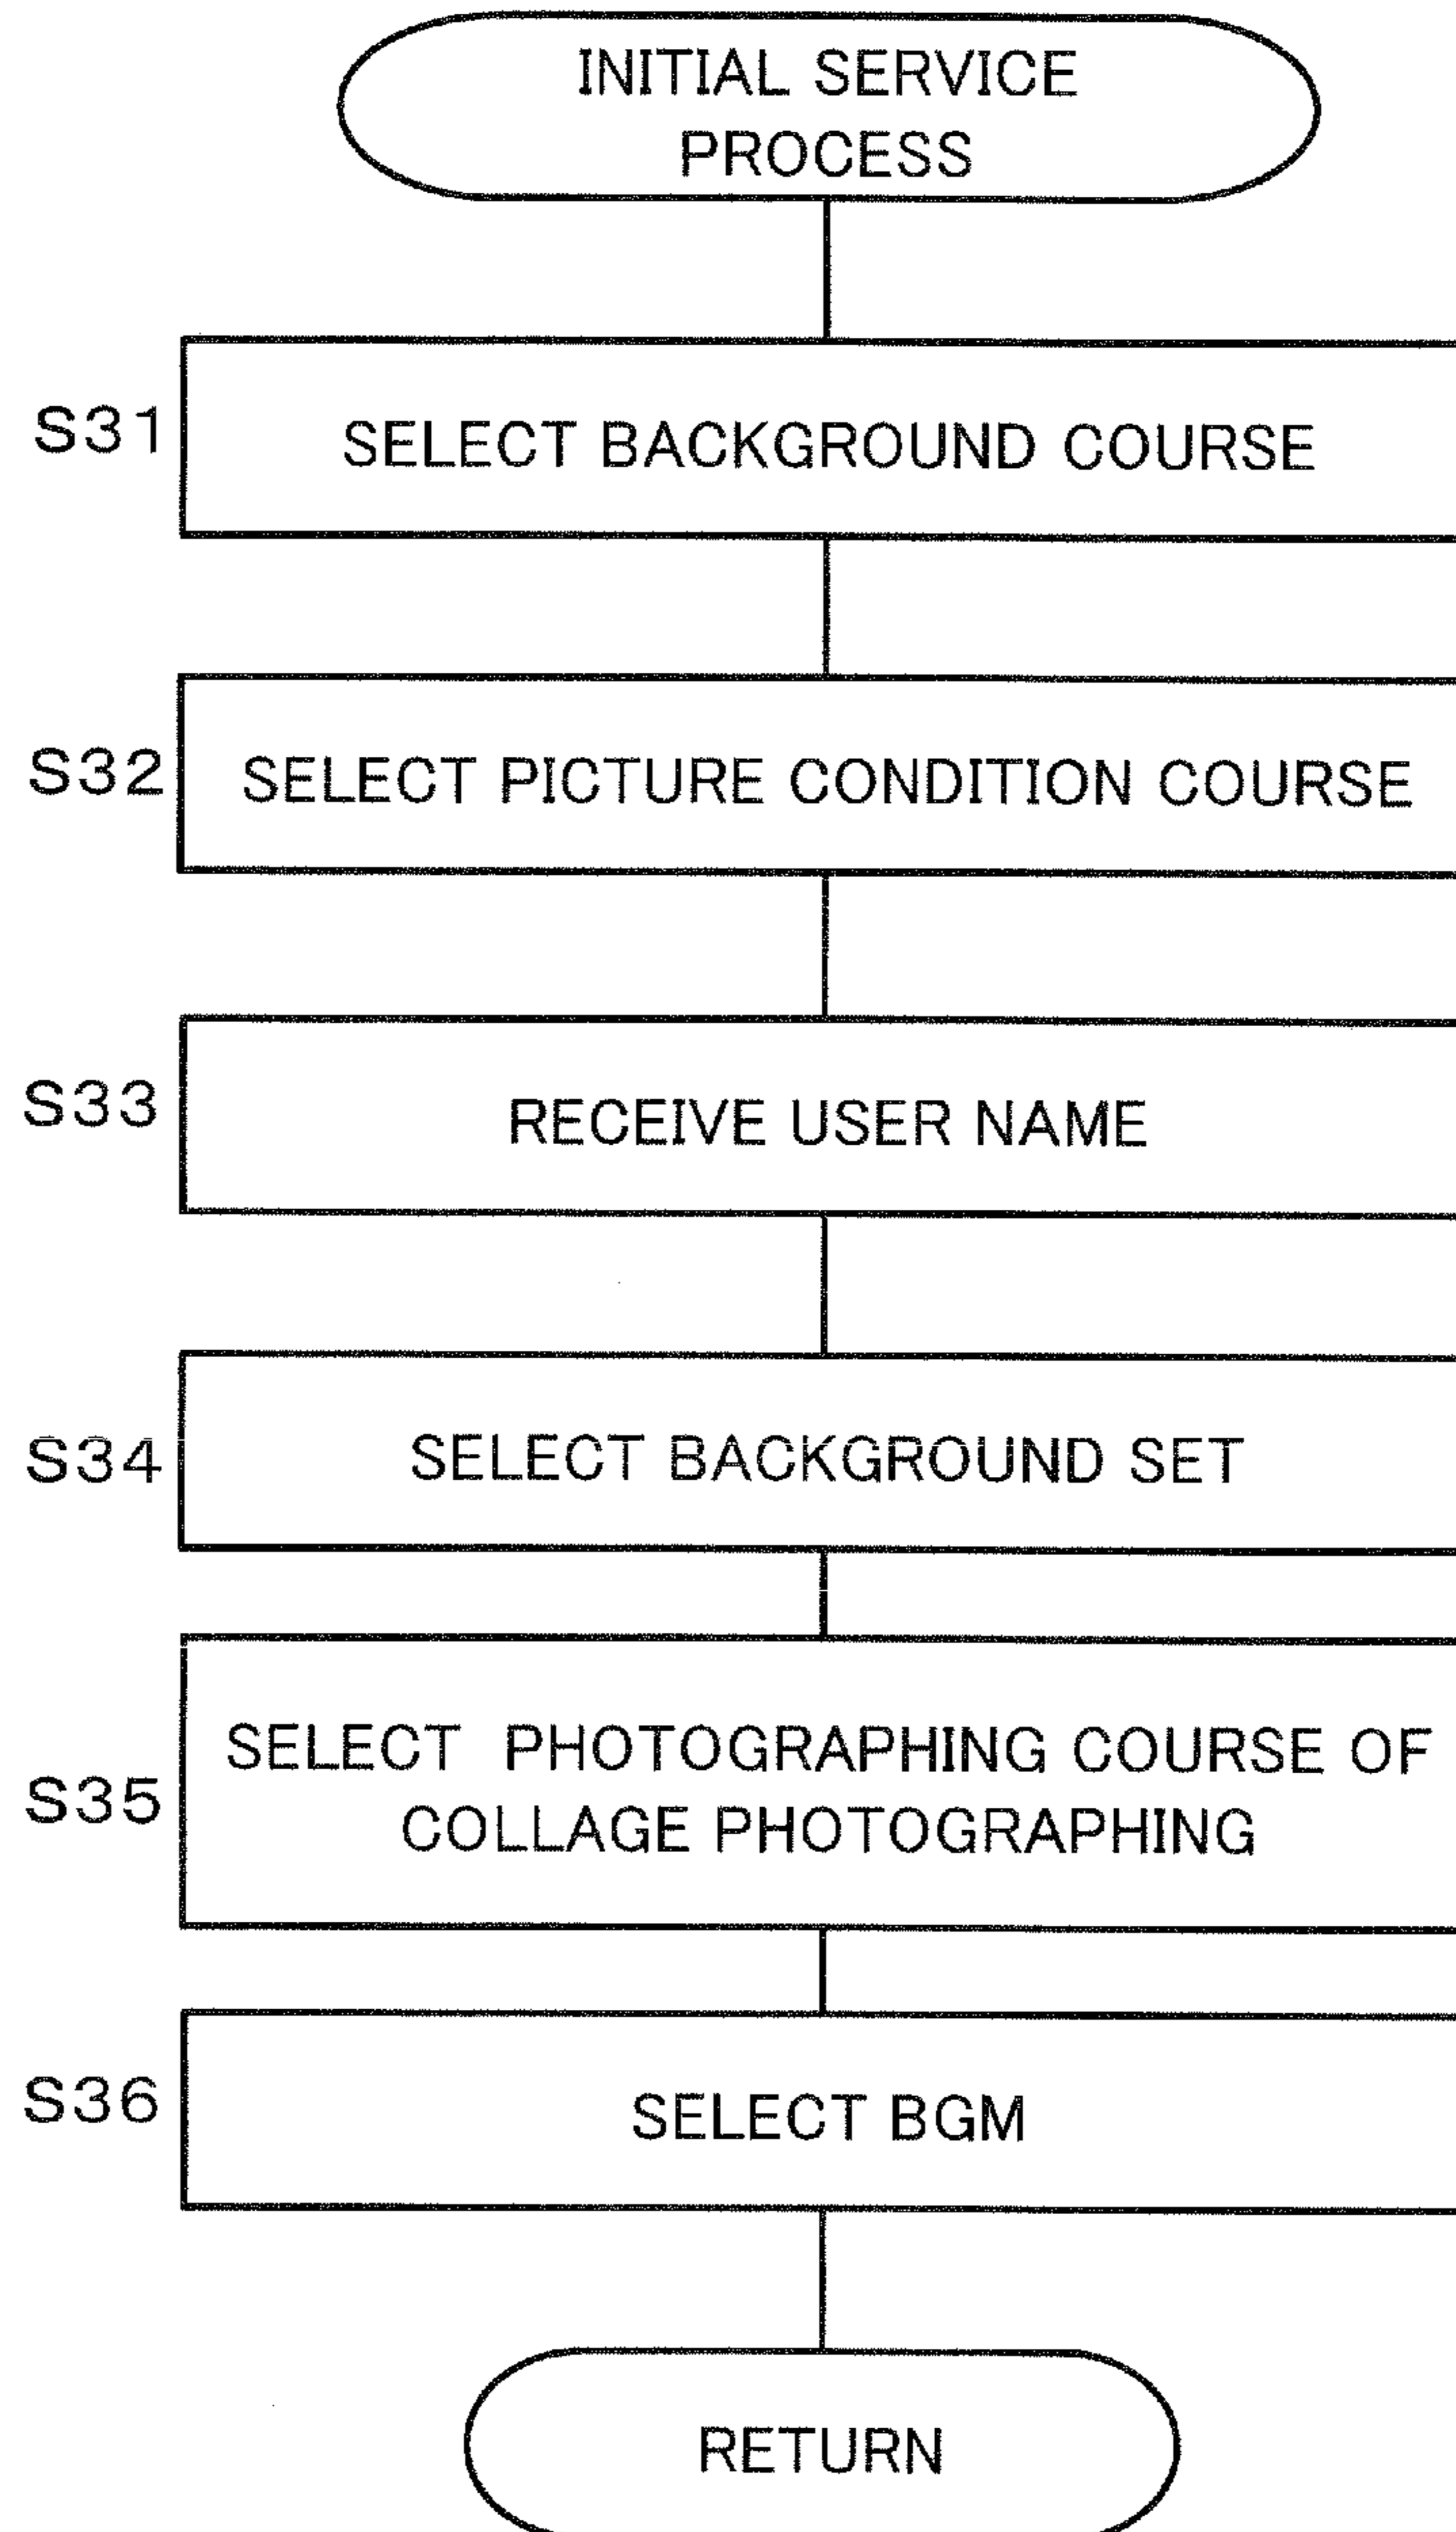 INITIAL SERVICE
PROCESS
S31
SELECT BACKGROUND COURSE
S32
SELECT PICTURE CONDITION COURSE
S33
RECEIVE USER NAME
S34
SELECT BACKGROUND SET
S35
SELECT PHOTOGRAPHING COURSE OF
COLLAGE PHOTOGRAPHING
S36
SELECT BGM
RETURN